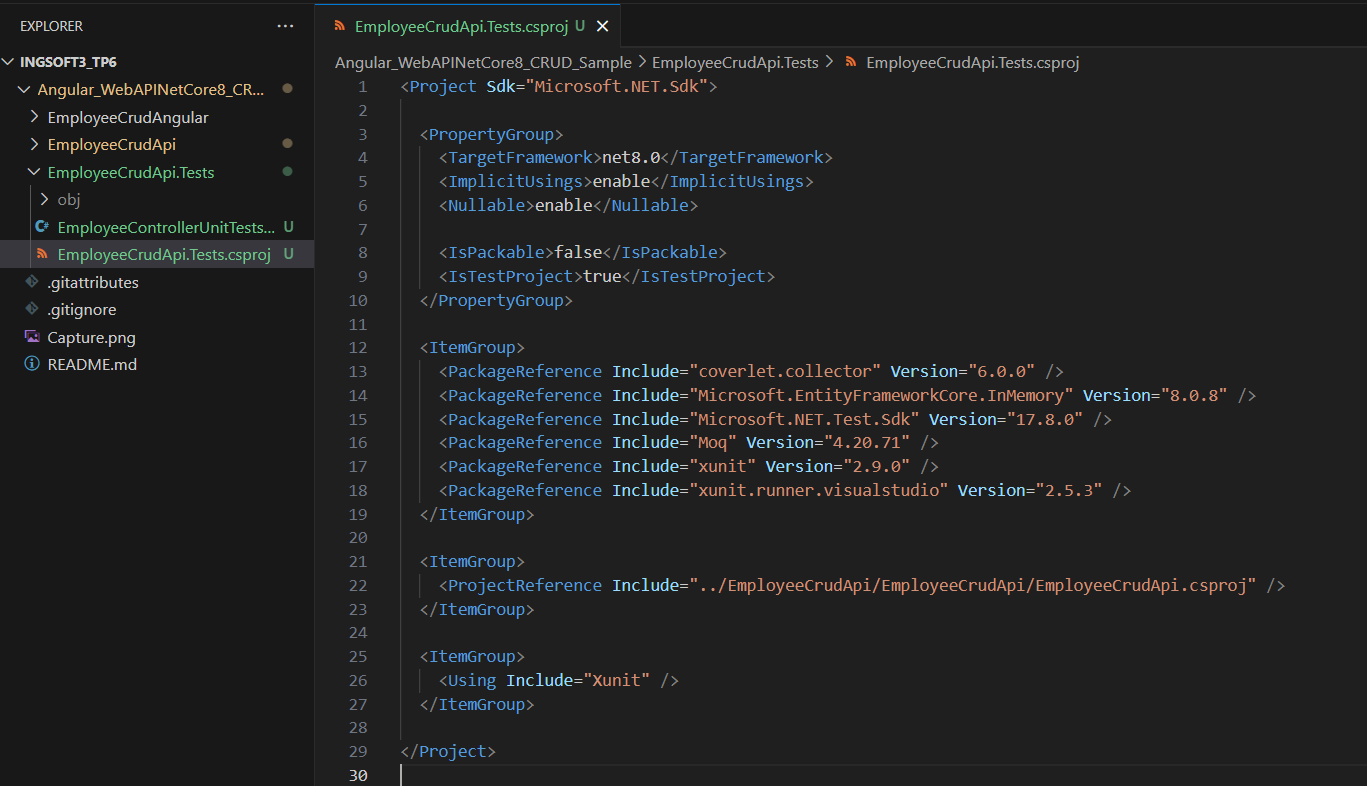 EXPLORER
···
INGSOFT3_TP6
Angular_WebAPINetCore8_CR...
EmployeeCrudAngular
EmployeeCrudApi
EmployeeCrudApi.Tests
obj
EmployeeControllerUnitTests... U
EmployeeCrudApi.Tests.csproj U
.gitattributes
.gitignore
Capture.png
README.md
EmployeeCrudApi.Tests.csproj U
Angular_WebAPINetCore8_CRUD_Sample > EmployeeCrudApi.Tests > EmployeeCrudApi.Tests.csproj
1 <Project Sdk="Microsoft.NET.Sdk">
2
3 <PropertyGroup>
4 <TargetFramework>net8.0</TargetFramework>
5 <ImplicitUsings>enable</ImplicitUsings>
6 <Nullable>enable</Nullable>
7
8 <IsPackable>false</IsPackable>
9 <IsTestProject>true</IsTestProject>
10 </PropertyGroup>
11
12 <ItemGroup>
13 <PackageReference Include="coverlet.collector" Version="6.0.0" />
14 <PackageReference Include="Microsoft.EntityFrameworkCore.InMemory" Version="8.0.8" />
15 <PackageReference Include="Microsoft.NET.Test.Sdk" Version="17.8.0" />
16 <PackageReference Include="Moq" Version="4.20.71" />
17 <PackageReference Include="xunit" Version="2.9.0" />
18 <PackageReference Include="xunit.runner.visualstudio" Version="2.5.3" />
19 </ItemGroup>
20
21 <ItemGroup>
22 <ProjectReference Include="../EmployeeCrudApi/EmployeeCrudApi/EmployeeCrudApi.csproj" />
23 </ItemGroup>
24
25 <ItemGroup>
26 <Using Include="Xunit" />
27 </ItemGroup>
28
29 </Project>
30